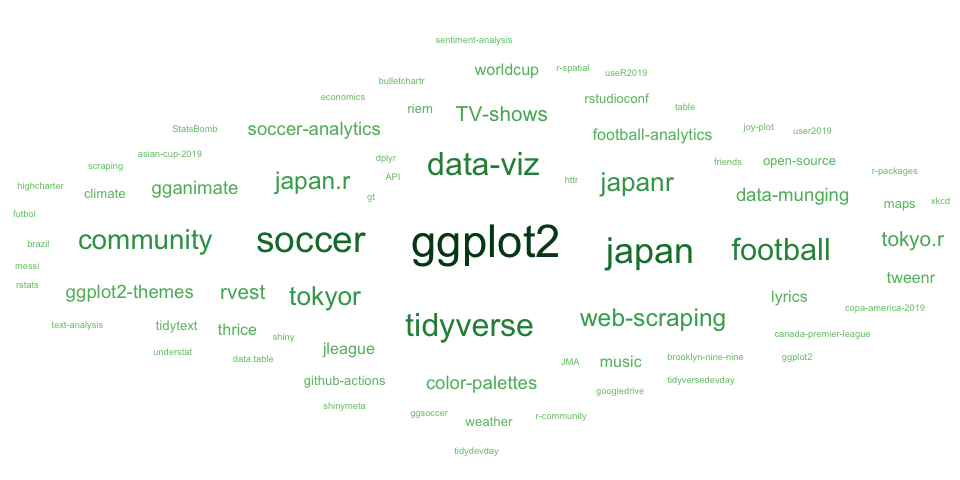 sentiment-analysis
worldcup
r-spatial
useR2019
bulletchartr
economics
riem
TV-shows
rstudioconf
table
StatsBomb
soccer-analytics
football-analytics
joy-plot
user2019
asian-cup-2019
scraping
dplyr
data-viz
friends
open-source
highcharter
climate
gganimate
japan.r
API
gt
httr
japanr
data-munging
r-packages
maps
xkcd
futbol
brazil
community
soccer
ggplot2
japan
football
tokyo.r
messi
rstats
ggplot2-themes
rvest
tokyor
tweenr
lyrics
copa-america-2019
text-analysis
tidytext
thrice
shiny
tidyverse
web-scraping
canada-premier-league
understat
data.table
jleague
JMA
music
brooklyn-nine-nine
ggplot2
github-actions
color-palettes
googledrive
tidyversedevday
shinymeta
ggsoccer
weather
r-community
tidydevday